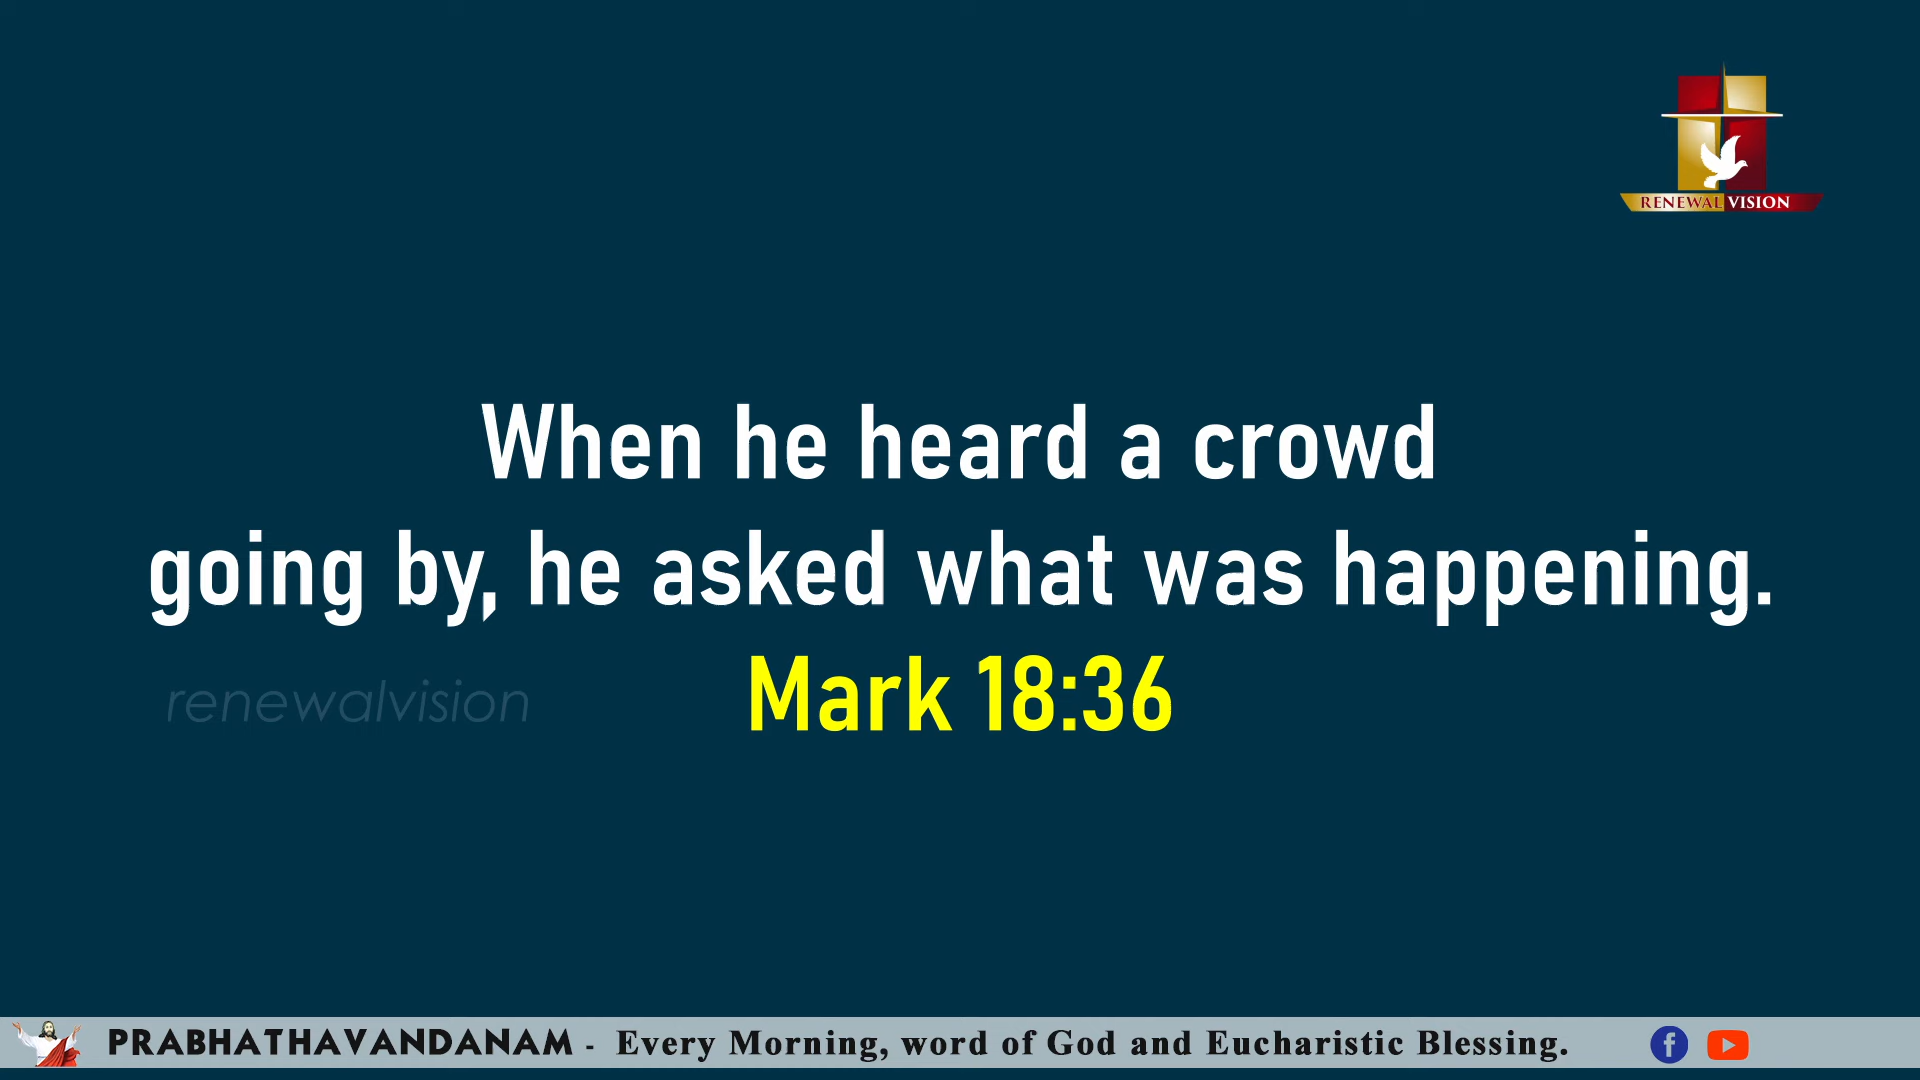 RENEWAL VISION
When he heard a crowd
going by, he asked what was happening.
Mark 18:36
renewalvision
PRABHATHAVANDANAM - Every Morning, word of God and Eucharistic Blessing.